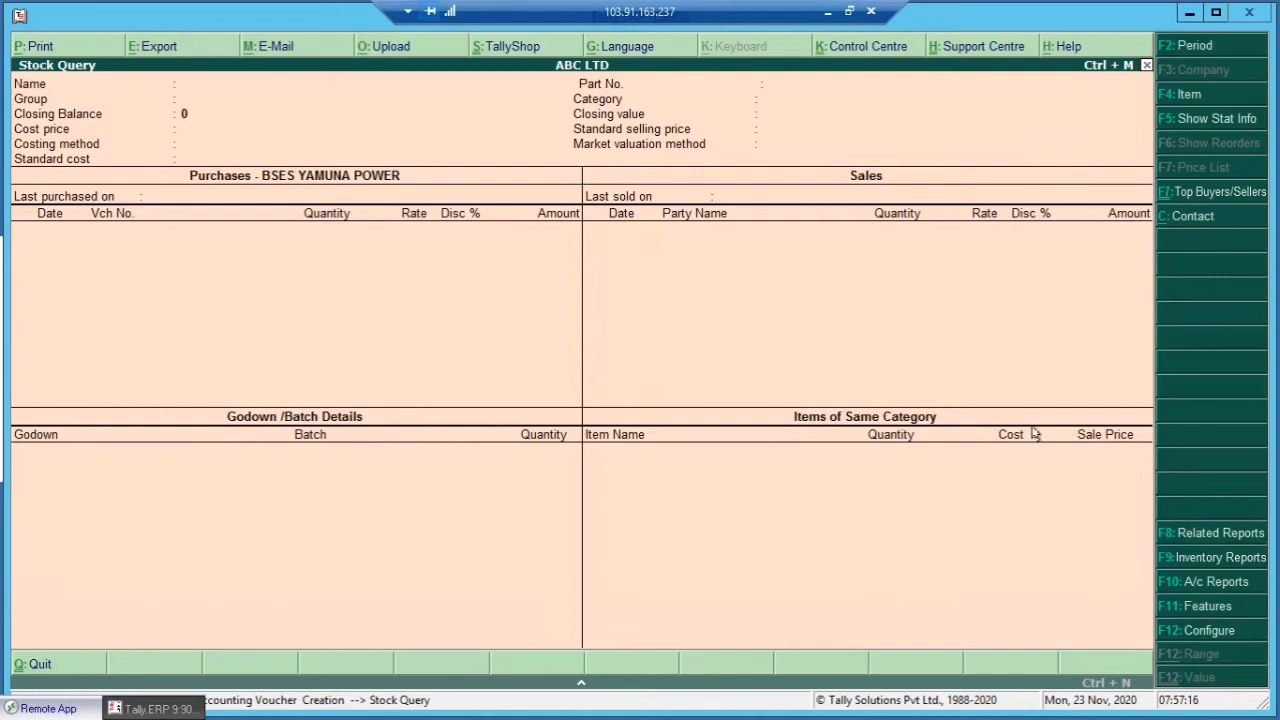 103.91.163.237
P: Print E: Export M: E-Mail O: Upload S: TallyShop G: Language K: Keyboard K: Control Centre H: Support Centre H: Help
Stock Query ABC LTD Ctrl + M
Name : Part No. :
Group : Category :
Closing Balance : 0 Closing value :
Cost price : Standard selling price :
Costing method : Market valuation method :
Standard cost :
Purchases - BSES YAMUNA POWER Sales
Last purchased on : Last sold on :
Date Vch No. Quantity Rate Disc % Amount Date Party Name Quantity Rate Disc % Amount
Godown /Batch Details Items of Same Category
Godown Batch Quantity Item Name Quantity Cost Sale Price
F2: Period
F3: Company
F4: Item
F5: Show Stat Info
F6: Show Reorders
F7: Price List
F7: Top Buyers/Sellers
C: Contact
F8: Related Reports
F9: Inventory Reports
F10: A/c Reports
F11: Features
F12: Configure
F12: Range
F12: Value
Q: Quit
Ctrl + N
counting Voucher Creation --> Stock Query © Tally Solutions Pvt Ltd., 1988-2020 Mon, 23 Nov, 2020 07:57:16
Remote App Tally.ERP 9:90...